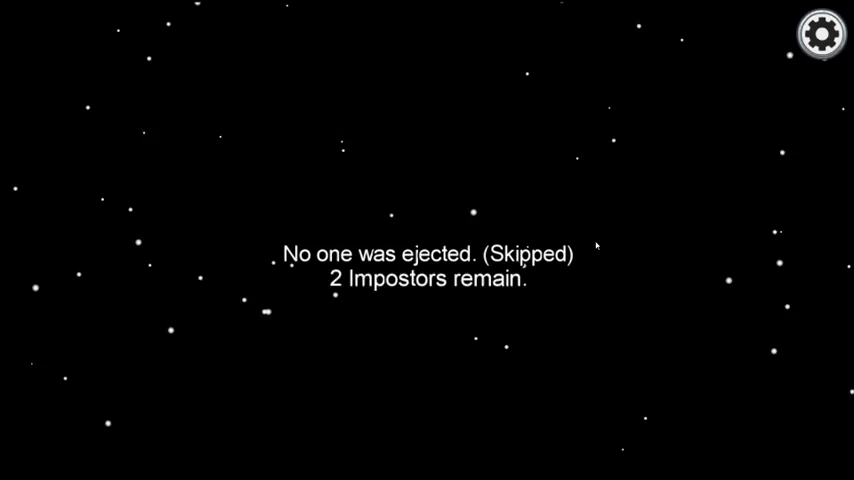 No one was ejected. (Skipped)
2 Impostors remain.